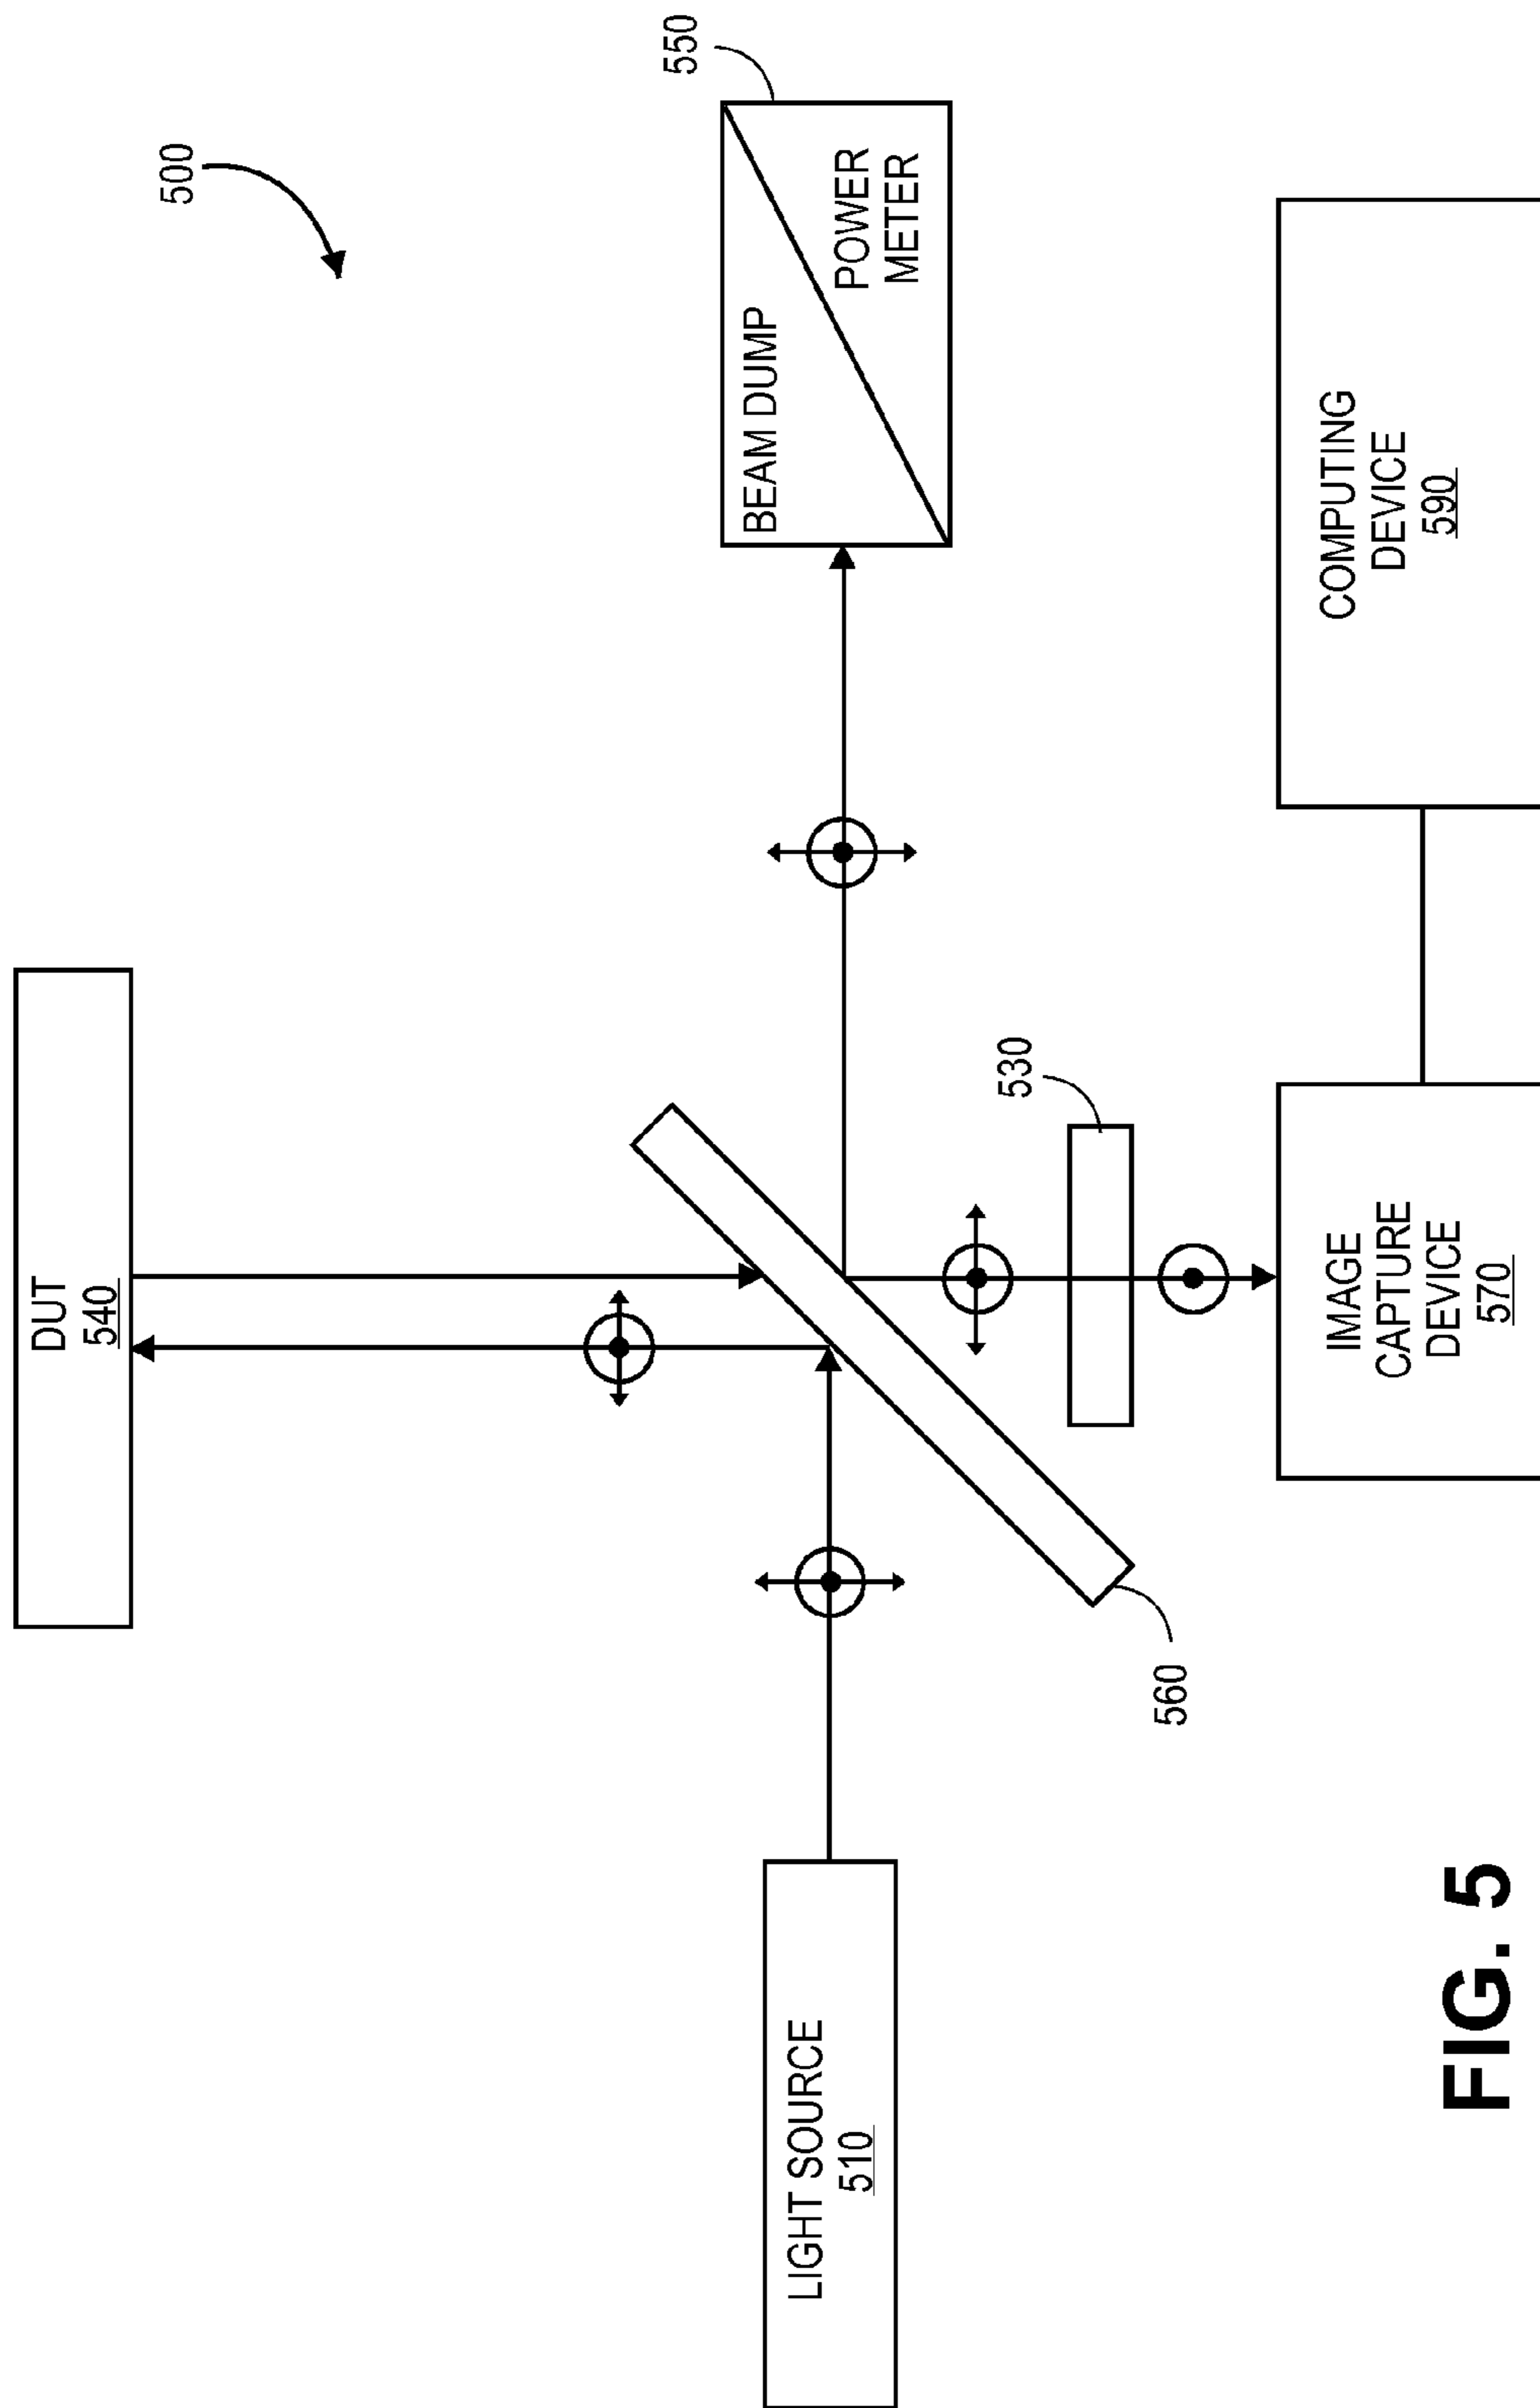 500
550
DUT
540
BEAM DUMP
POWER
METER
530
560
LIGHT SOURCE
510
IMAGE
CAPTURE
DEVICE
570
COMPUTING
DEVICE
590
FIG. 5